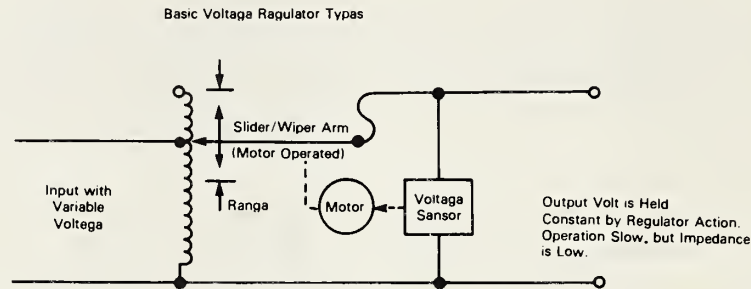 Basic Voltaga Ragulator Typas
Slider/Wiper Arm
(Motor Operated)
Input with
Variable
Voltega
Ranga
Motor
Voltaga
Sansor
Output Volt is Held
Constant by Regulator Action.
Operation Slow, but Impedance
is Low.